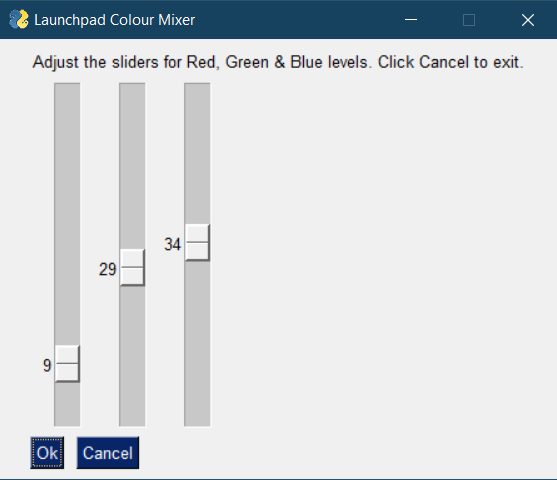 Launchpad Colour Mixer
Adjust the sliders for Red, Green & Blue levels. Click Cancel to exit.
34
29
9
Ok Cancel